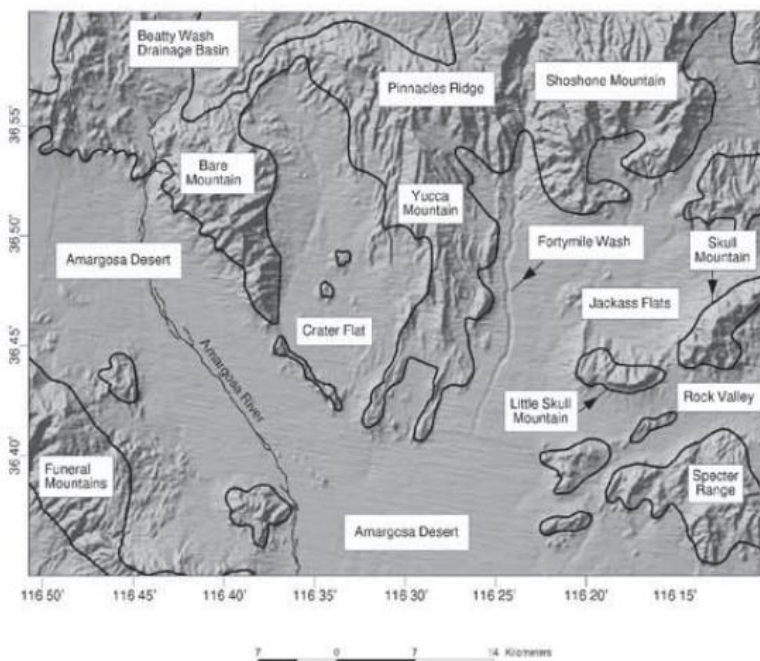 Beatty Wash
Drainage Basin
Pinnacles Ridge
Shoshone Mountain
36 55'
Bare
Mountain
Yucca
Mountain
36 50'
Amargosa Desert
Fortymile Wash
Skull
Mountain
Jackass Flats
Crater Flat
36 45'
Amargosa River
Little Skull
Mountain
Rock Valley
36 40'
Funeral
Mountains
Specter
Range
Amargosa Desert
116 50' 116 45' 116 40' 116 35' 116 30' 116 25' 116 20' 116 15'
7 0 7 14 Kilometers